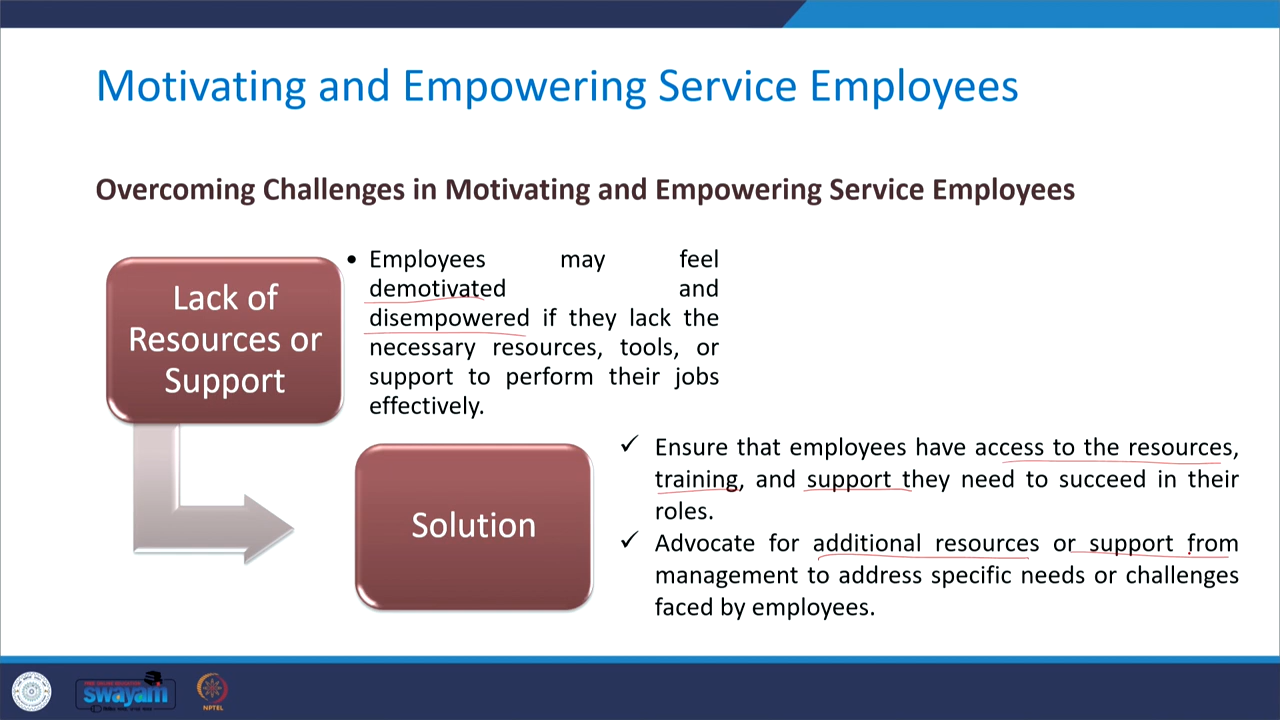 Motivating and Empowering Service Employees
Overcoming Challenges in Motivating and Empowering Service Employees
Lack of
Resources or
Support
• Employees may feel
demotivated and
disempowered if they lack the
necessary resources, tools, or
support to perform their jobs
effectively.
Solution
✓ Ensure that employees have access to the resources,
training, and support they need to succeed in their
roles.
✓ Advocate for additional resources or support from
management to address specific needs or challenges
faced by employees.
swayam
NPTEL